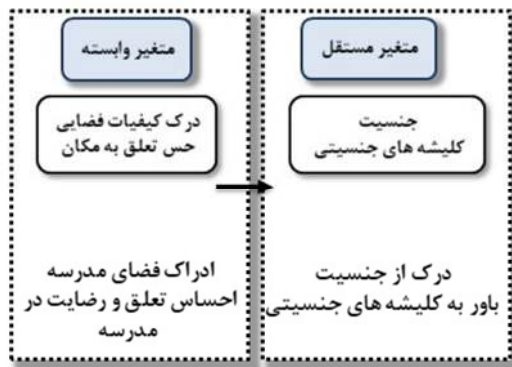 متغیر مستقل
جنسیت
کلیشه های جنسیتی
درک از جنسیت
باور به کلیشه های جنسیتی
متغیر وابسته
درک کیفیات فضایی
حس تعلق به مکان
ادراک فضای مدرسه
احساس تعلق و رضایت در
مدرسه